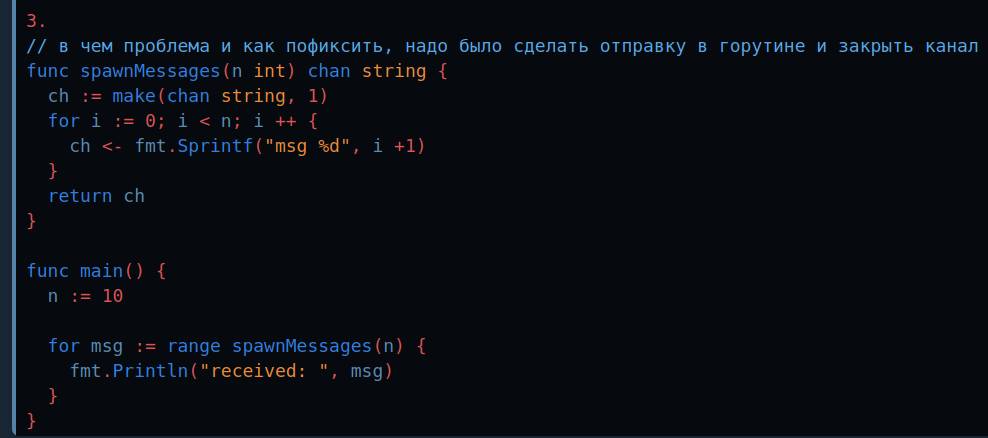 3.
// в чем проблема и как пофиксить, надо было сделать отправку в горутине и закрыть канал
func spawnMessages(n int) chan string {
  ch := make(chan string, 1)
  for i := 0; i < n; i ++ {
    ch <- fmt.Sprintf("msg %d", i +1)
  }
  return ch
}

func main() {
  n := 10

  for msg := range spawnMessages(n) {
    fmt.Println("received: ", msg)
  }
}